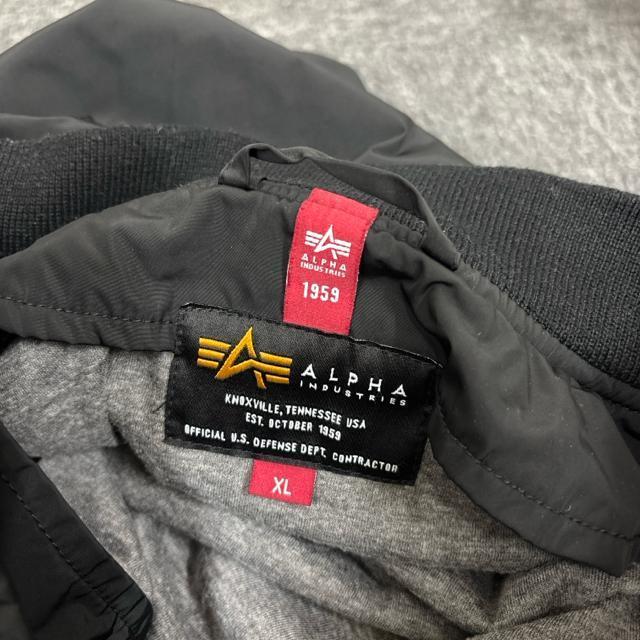 ALPHA
INDUSTRIES
1959
ALPHA
INDUSTRIES
KNOXVILLE, TENNESSEE USA
EST. OCTOBER 1959
OFFICIAL U.S. DEFENSE DEPT. CONTRACTOR
XL